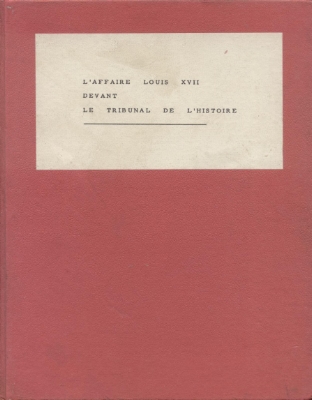 L'AFFAIRE LOUIS XVII
DEVANT
LE TRIBUNAL DE L'HISTOIRE